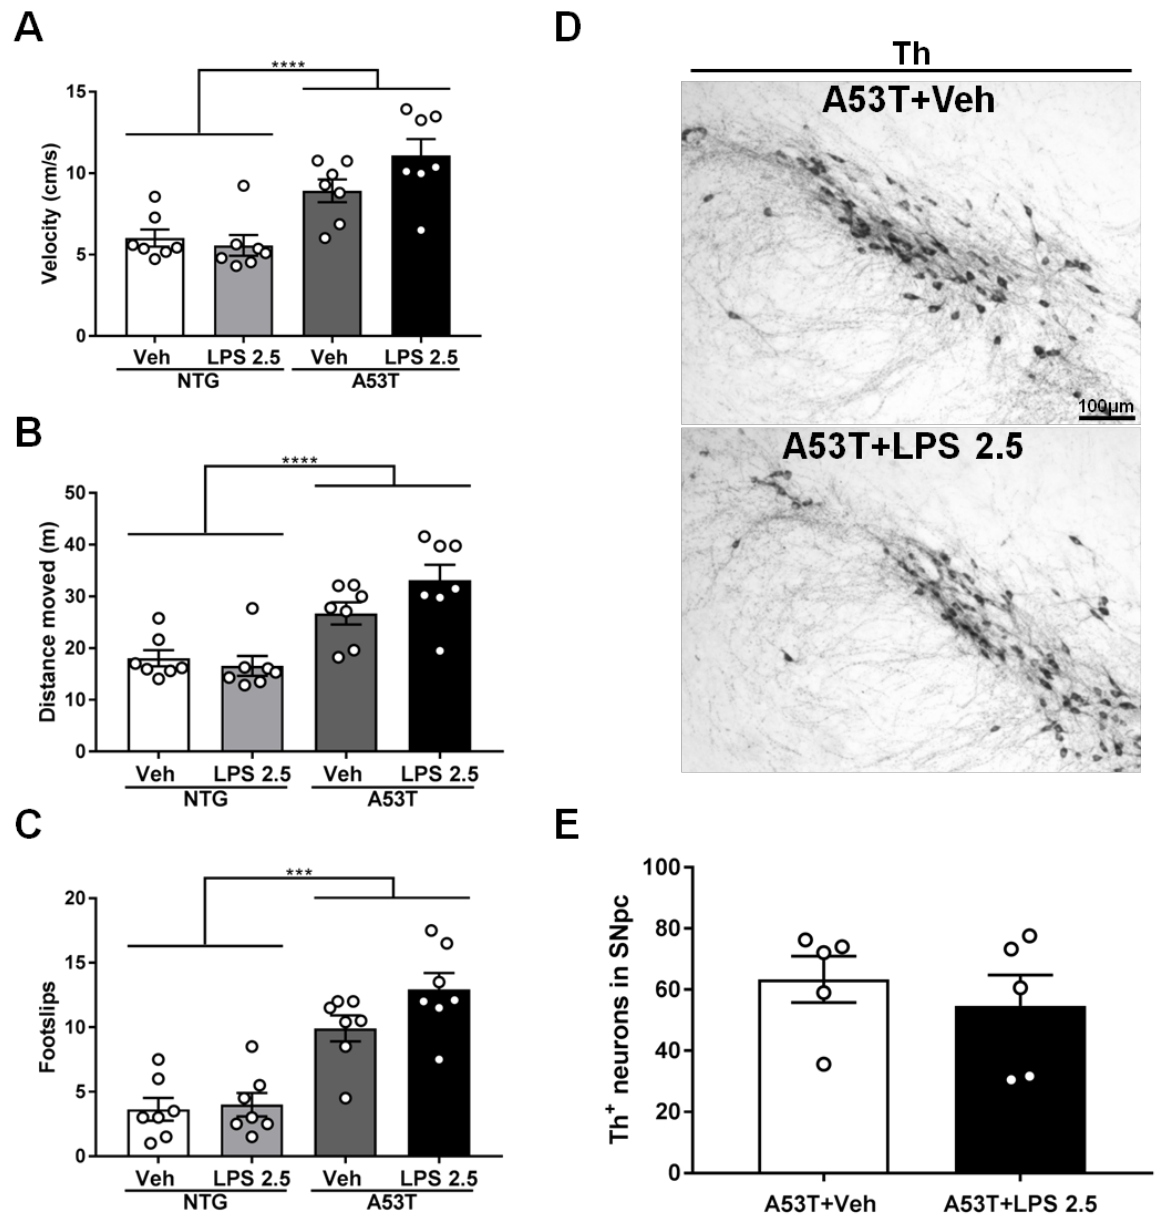 A
****
Velocity (cm/s)
15
10
5
0
Veh LPS 2.5 Veh LPS 2.5
NTG A53T
B
****
Distance moved (m)
50
40
30
20
10
0
Veh LPS 2.5 Veh LPS 2.5
NTG A53T
C
***
Footslips
20
15
10
5
0
Veh LPS 2.5 Veh LPS 2.5
NTG A53T
D
Th
A53T+Veh
100µm
A53T+LPS 2.5
E
Th+ neurons in SNpc
100
80
60
40
20
0
A53T+Veh A53T+LPS 2.5